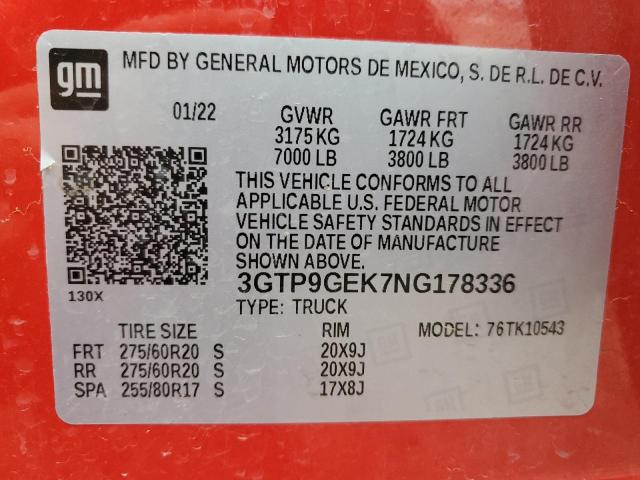 gm
MFD BY GENERAL MOTORS DE MEXICO, S. DE R.L. DE C.V.
01/22 GVWR GAWR FRT GAWR RR
3175 KG 1724 KG 1724 KG
7000 LB 3800 LB 3800 LB
THIS VEHICLE CONFORMS TO ALL
APPLICABLE U.S. FEDERAL MOTOR
VEHICLE SAFETY STANDARDS IN EFFECT
ON THE DATE OF MANUFACTURE
SHOWN ABOVE.
130X 3GTP9GEK7NG178336
TYPE: TRUCK
TIRE SIZE RIM MODEL: 76TK10543
FRT 275/60R20 S 20X9J
RR 275/60R20 S 20X9J
SPA 255/80R17 S 17X8J